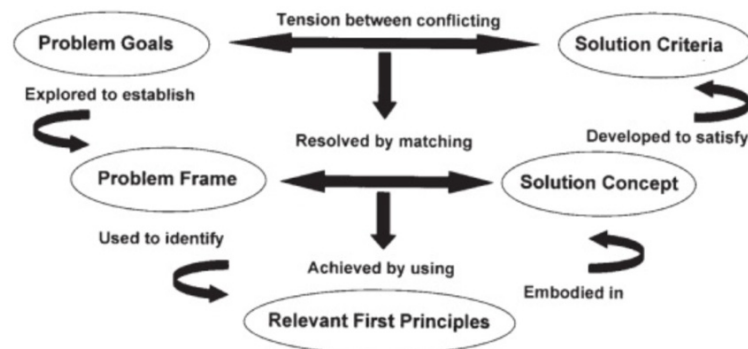 Tension between conflicting
Problem Goals
Solution Criteria
Explored to establish
Resolved by matching
Developed to satisfy
Problem Frame
Solution Concept
Used to identify
Achieved by using
Embodied in
Relevant First Principles